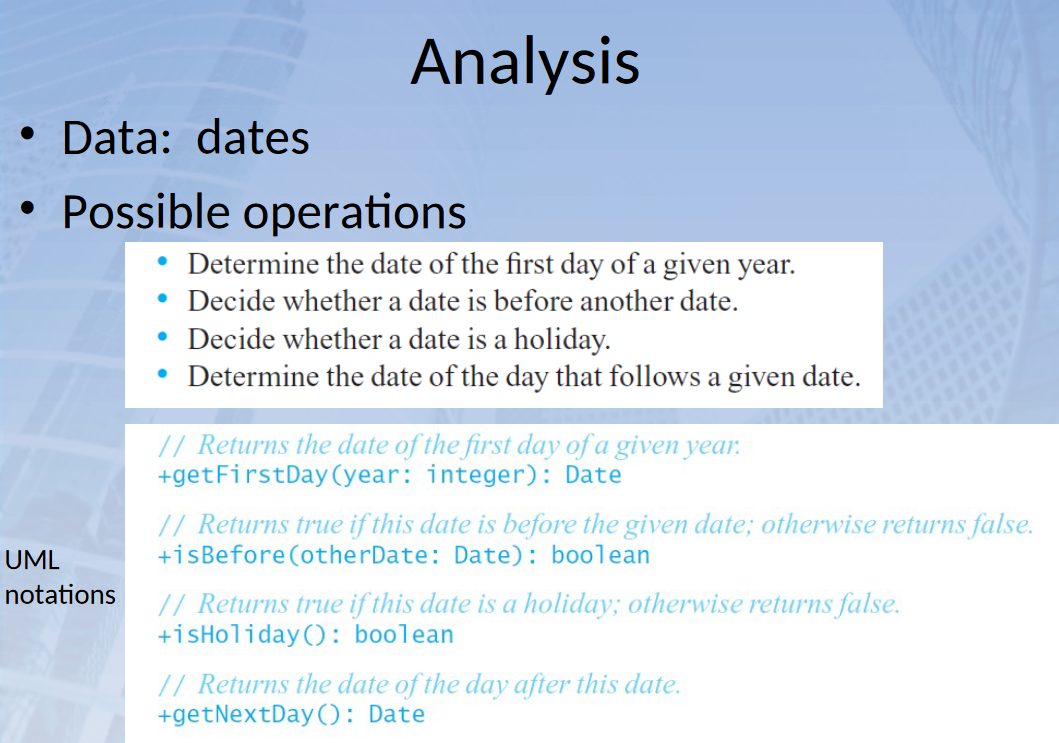 Analysis
• Data: dates
• Possible operations
• Determine the date of the first day of a given year.
• Decide whether a date is before another date.
• Decide whether a date is a holiday.
• Determine the date of the day that follows a given date.
// Returns the date of the first day of a given year.
+getFirstDay(year: integer): Date
// Returns true if this date is before the given date; otherwise returns false.
+isBefore(otherDate: Date): boolean
UML
notations
// Returns true if this date is a holiday; otherwise returns false.
+isHoliday(): boolean
// Returns the date of the day after this date.
+getNextDay(): Date